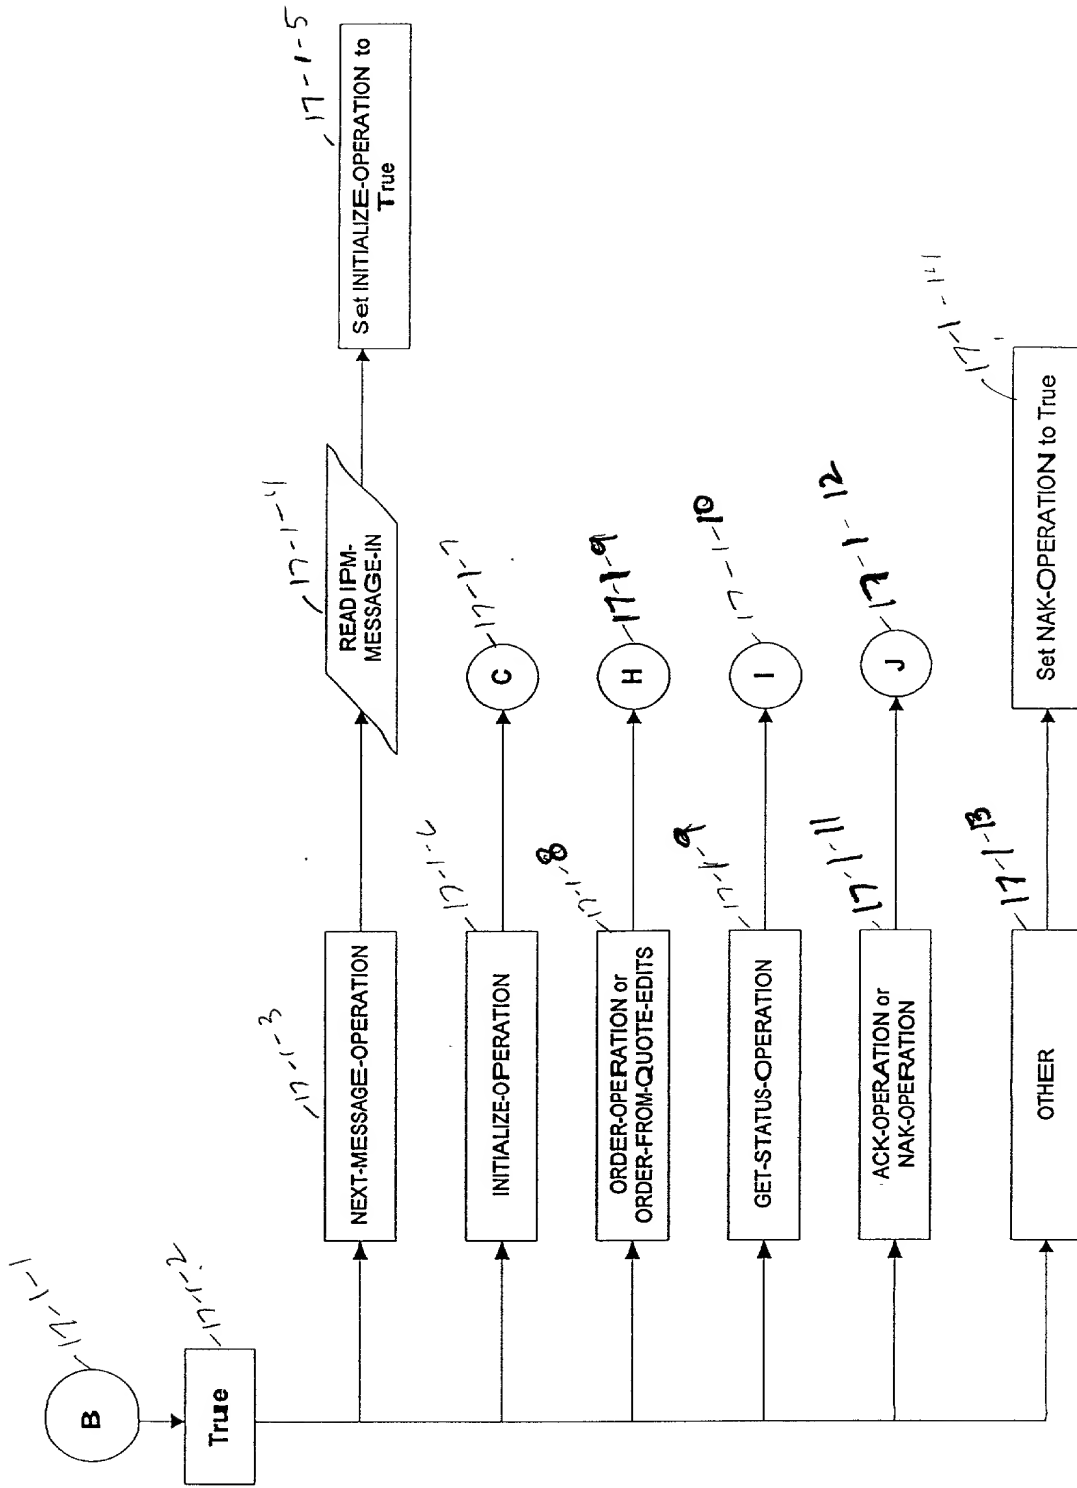 B
17-1-1
True
17-1-2
NEXT-MESSAGE-OPERATION
17-1-3
READ IPM-
MESSAGE-IN
17-1-4
Set INITIALIZE-OPERATION to
True
17-1-5
INITIALIZE-OPERATION
17-1-6
C
17-1-7
ORDER-OPERATION or
ORDER-FROM-QUOTE-EDITS
17-1-8
H
17-1-9
GET-STATUS-OPERATION
17-1-9
I
17-1-10
ACK-OPERATION or
NAK-OPERATION
17-1-11
J
17-1-12
OTHER
17-1-13
Set NAK-OPERATION to True
17-1-14